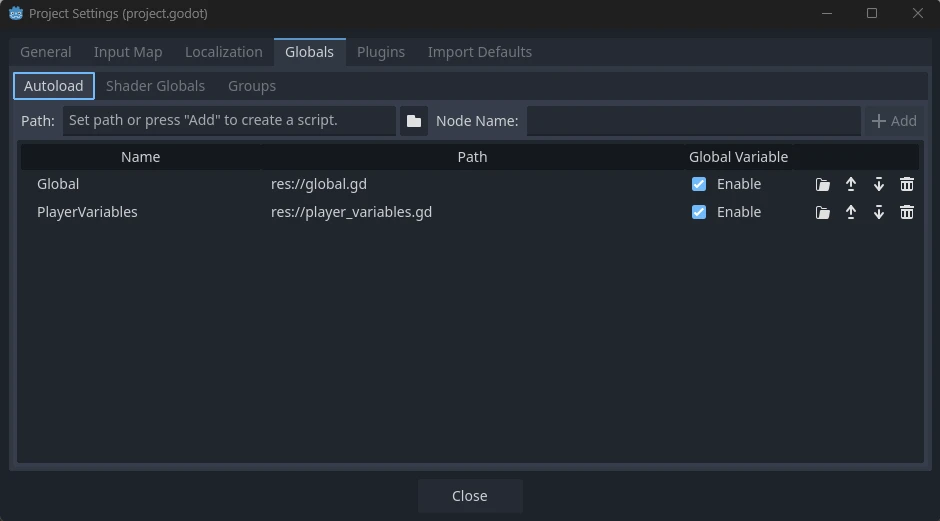 Project Settings (project.godot)
General Input Map Localization Globals Plugins Import Defaults
Autoload Shader Globals Groups
Path: Set path or press "Add" to create a script. Node Name: Add
Name Path Global Variable
Global res://global.gd Enable
PlayerVariables res://player_variables.gd Enable
Close